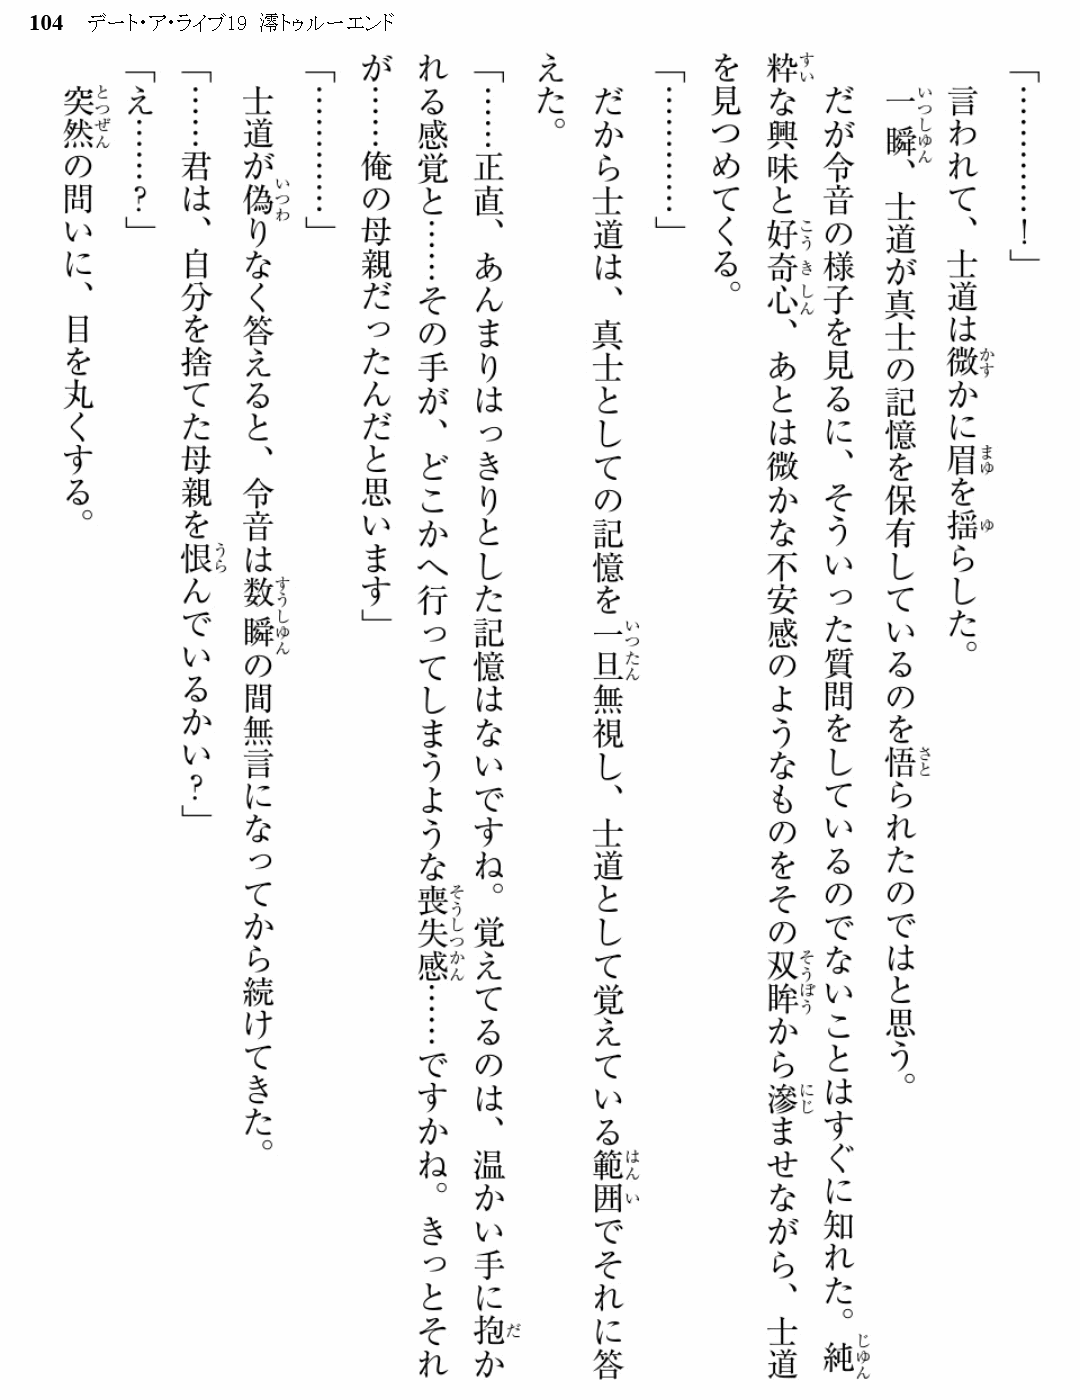 104 デート・ア・ライブ19 澪トゥルーエンド
「…………！」
言われて、士道は微かに眉を揺らした。
一瞬、士道が真士の記憶を保有しているのを悟られたのではと思う。
だが令音の様子を見るに、そういった質問をしているのでないことはすぐに知れた。純
粋な興味と好奇心、あとは微かな不安感のようなものをその双眸から滲ませながら、士道
を見つめてくる。
「…………」
だから士道は、真士としての記憶を一旦無視し、士道として覚えている範囲でそれに答
えた。
「……正直、あんまりはっきりとした記憶はないですね。覚えてるのは、温かい手に抱か
れる感覚と……その手が、どこかへ行ってしまうような喪失感……ですかね。きっとそれ
が……俺の母親だったんだと思います」
「…………」
士道が偽りなく答えると、令音は数瞬の間無言になってから続けてきた。
「……君は、自分を捨てた母親を恨んでいるかい？」
「え……？」
突然の問いに、目を丸くする。